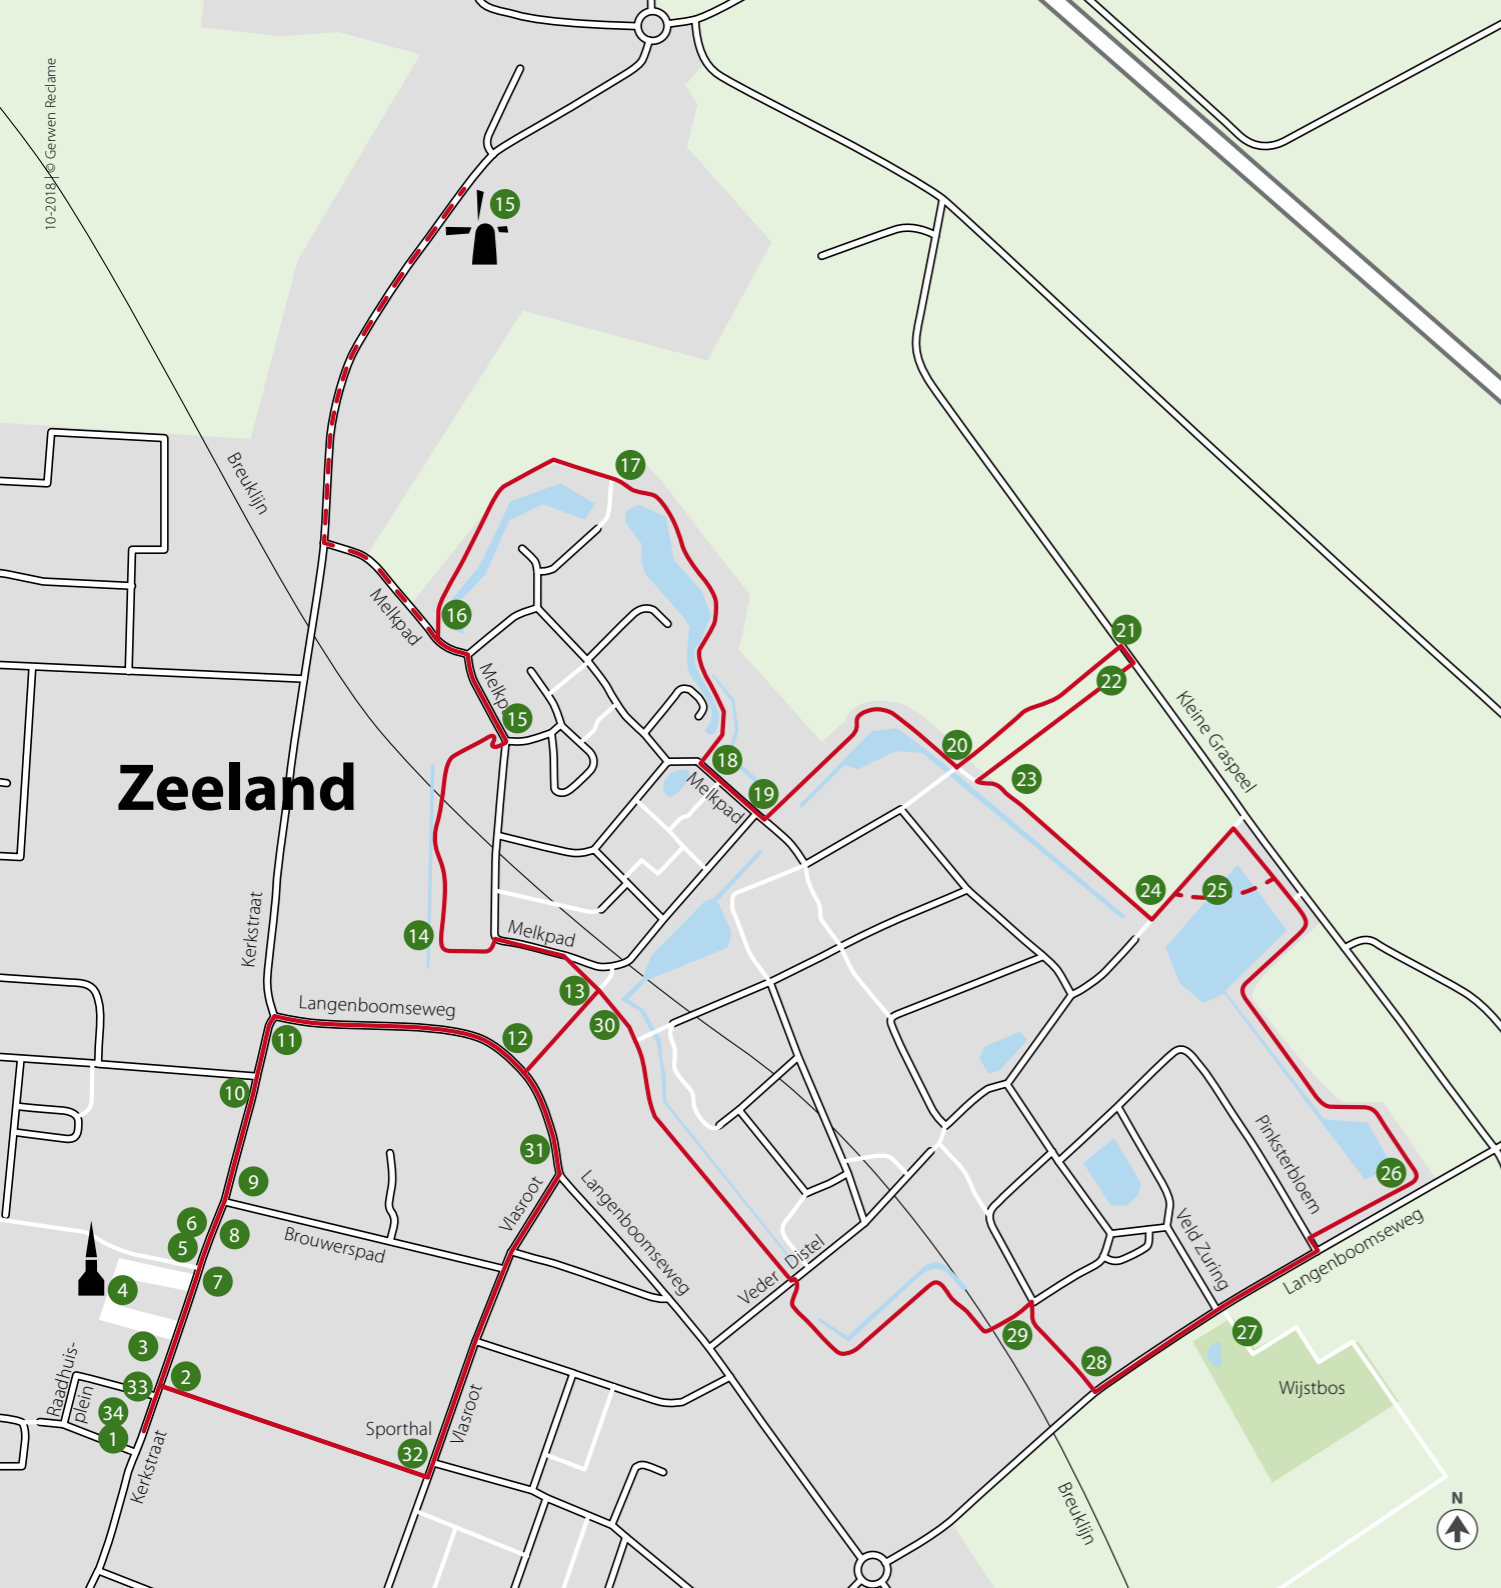 10-2018 | © Gerwen Reclame
15
Breuklijn
17
Melkpad
16
21
Melkp
22
15
Kleine Graspeel
Zeeland
20
18
23
Melkpad
19
24
25
Kerkstraat
14
Melkpad
13
Langenboomseweg
12
30
11
10
Pinksterbloem
31
26
9
Langenboomseweg
Vlasroot
6
8
5
Brouwerspad
Veld Zuring
Veder Distel
Langenboomseweg
4
7
27
3
29
28
Raadhuis-
plein
33
2
Wijstbos
34
Vlasroot
1
Sporthal
32
Kerkstraat
Breuklijn
N